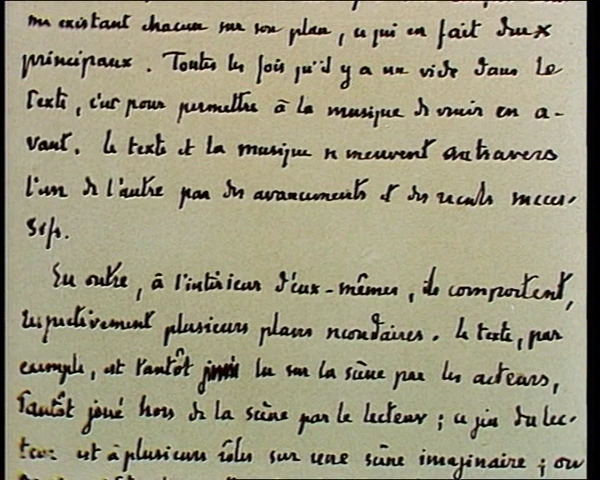 en existant chacun sur son plan, ce qui en fait deux
principaux. Toutes les fois qu'il y a un vide dans le
texte, c'est pour permettre à la musique de venir en a-
vant. Le texte et la musique se meuvent au travers
l'un de l'autre par des avancements et des reculs succes-
sifs.
En outre, à l'intérieur d'eux-mêmes, ils comportent,
respectivement plusieurs plans secondaires. Le texte, par
exemple, est tantôt lu sur la scène par les acteurs,
Tantôt joué hors de la scène par le lecteur ; ce jeu du lec-
teur est à plusieurs rôles sur une scène imaginaire ; ou